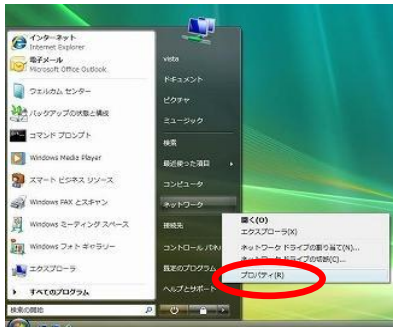 インターネット
Internet Explorer
電子メール
Microsoft Office Outlook
ウェルカム センター
バックアップの状態と構成
コマンド プロンプト
Windows Media Player
スマート ビジネス リソース
Windows FAX とスキャン
Windows ミーティング スペース
Windows フォト ギャラリー
エクスプローラ
すべてのプログラム
検索の開始
vista
ドキュメント
ピクチャ
ミュージック
検索
最近使った項目
コンピュータ
ネットワーク
接続先
コントロール パネル
既定のプログラム
ヘルプとサポート
開く(O)
エクスプローラ(X)
ネットワーク ドライブの割り当て(N)...
ネットワーク ドライブの切断(C)...
プロパティ(R)